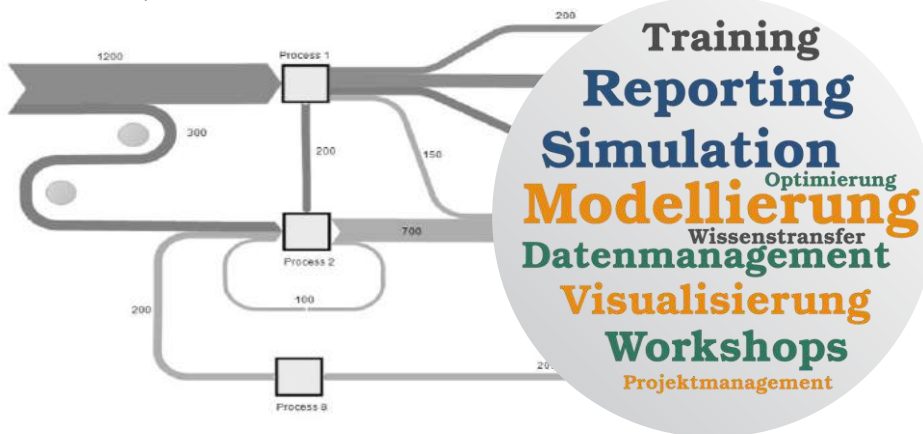 200
1200
Process 1
300
200
150
700
Process 2
100
200
Process 8
Training
Reporting
Simulation
Optimierung
Modellierung
Wissenstransfer
Datenmanagement
Visualisierung
Workshops
Projektmanagement